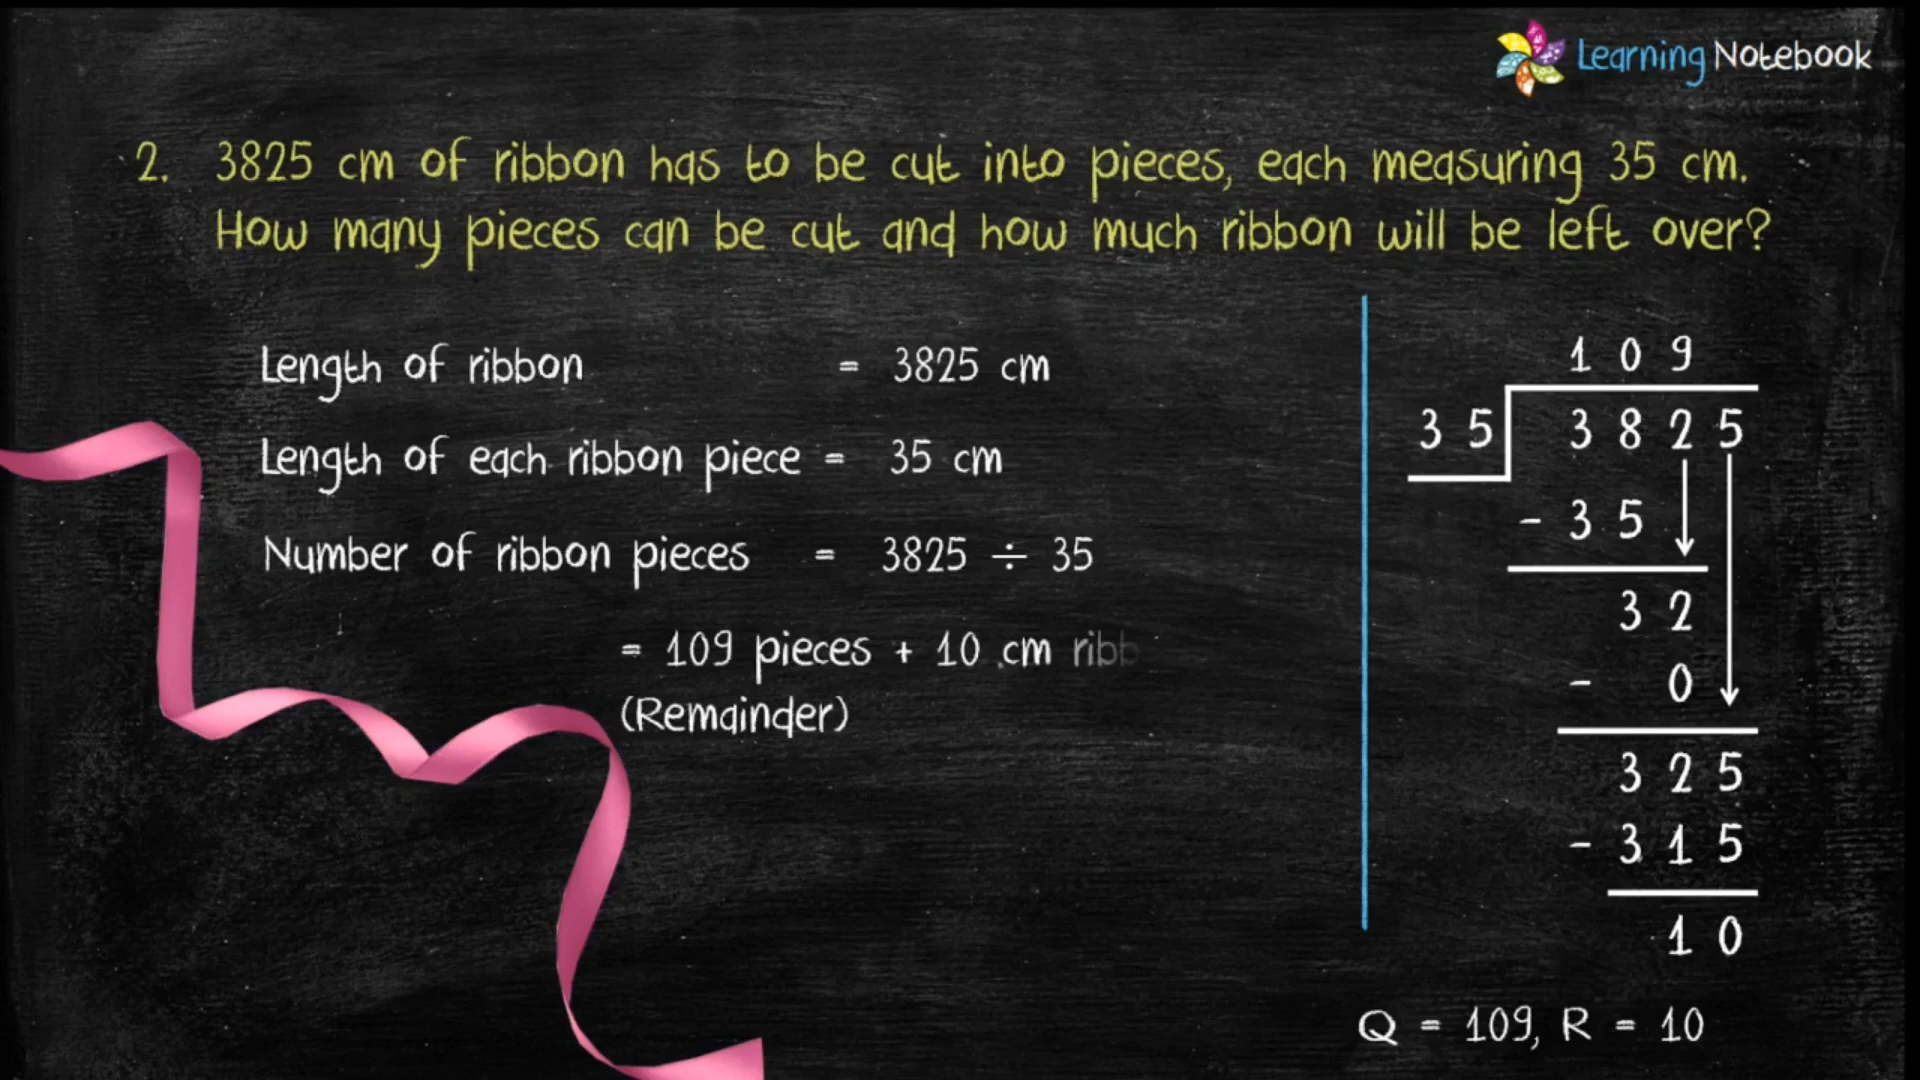 Learning Notebook
2. 3825 cm of ribbon has to be cut into pieces, each measuring 35 cm.
How many pieces can be cut and how much ribbon will be left over?
Length of ribbon = 3825 cm
Length of each ribbon piece = 35 cm
Number of ribbon pieces = 3825 ÷ 35
= 109 pieces + 10 cm ribb
(Remainder)
1 0 9
3 5 3 8 2 5
- 3 5
3 2
- 0
3 2 5
- 3 1 5
1 0
Q = 109, R = 10